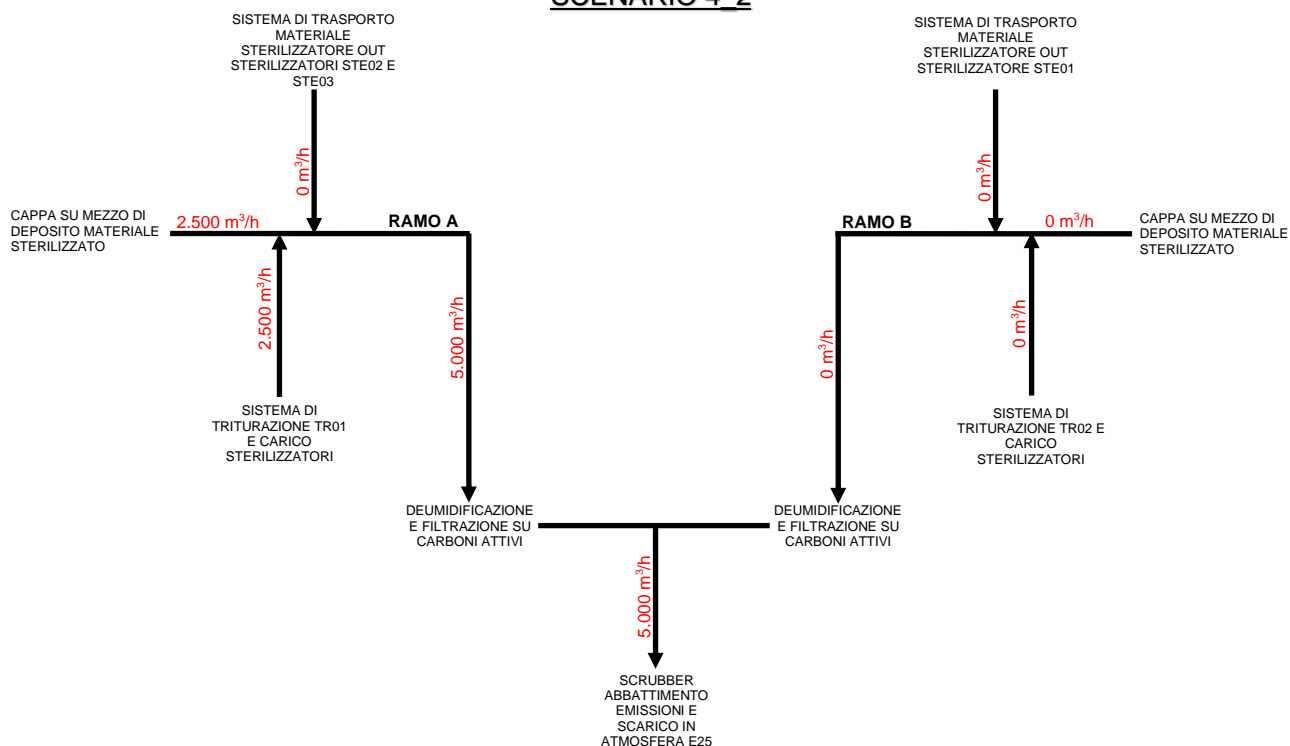 SCENARIO 4_2
SISTEMA DI TRASPORTO
MATERIALE
STERILIZZATORE OUT
STERILIZZATORI STE02 E
STE03
SISTEMA DI TRASPORTO
MATERIALE
STERILIZZATORE OUT
STERILIZZATORE STE01
0 m³/h
0 m³/h
CAPPA SU MEZZO DI
DEPOSITO MATERIALE
STERILIZZATO
2.500 m³/h
RAMO A
RAMO B
0 m³/h
CAPPA SU MEZZO DI
DEPOSITO MATERIALE
STERILIZZATO
2.500 m³/h
5.000 m³/h
0 m³/h
0 m³/h
SISTEMA DI
TRITURAZIONE TR01
E CARICO
STERILIZZATORI
SISTEMA DI
TRITURAZIONE TR02 E
CARICO
STERILIZZATORI
DEUMIDIFICAZIONE
E FILTRAZIONE SU
CARBONI ATTIVI
DEUMIDIFICAZIONE
E FILTRAZIONE SU
CARBONI ATTIVI
5.000 m³/h
SCRUBBER
ABBATTIMENTO
EMISSIONI E
SCARICO IN
ATMOSFERA E25